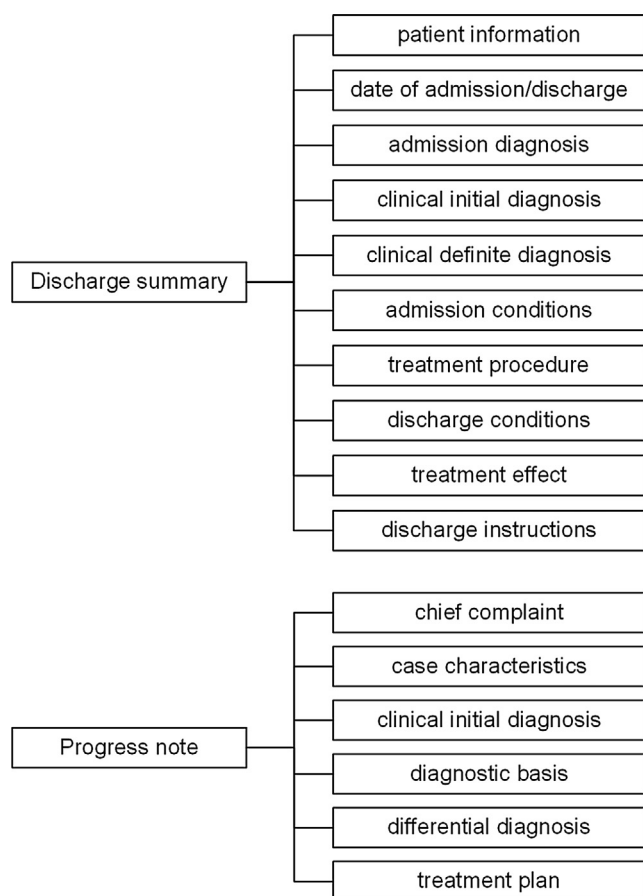 Discharge summary
patient information
date of admission/discharge
admission diagnosis
clinical initial diagnosis
clinical definite diagnosis
admission conditions
treatment procedure
discharge conditions
treatment effect
discharge instructions
Progress note
chief complaint
case characteristics
clinical initial diagnosis
diagnostic basis
differential diagnosis
treatment plan